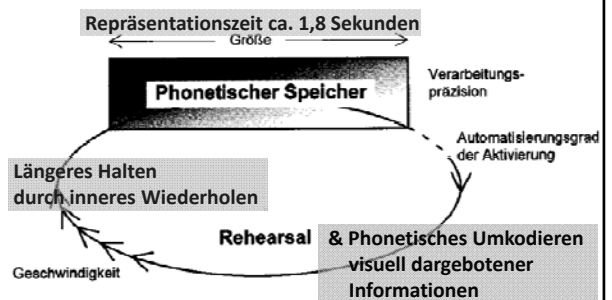 Repräsentationszeit ca. 1,8 Sekunden
Größe
Phonetischer Speicher
Verarbeitungs-
präzision
Automatisierungsgrad
der Aktivierung
Längeres Halten
durch inneres Wiederholen
Rehearsal
& Phonetisches Umkodieren
visuell dargebotener
Informationen
Geschwindigkeit